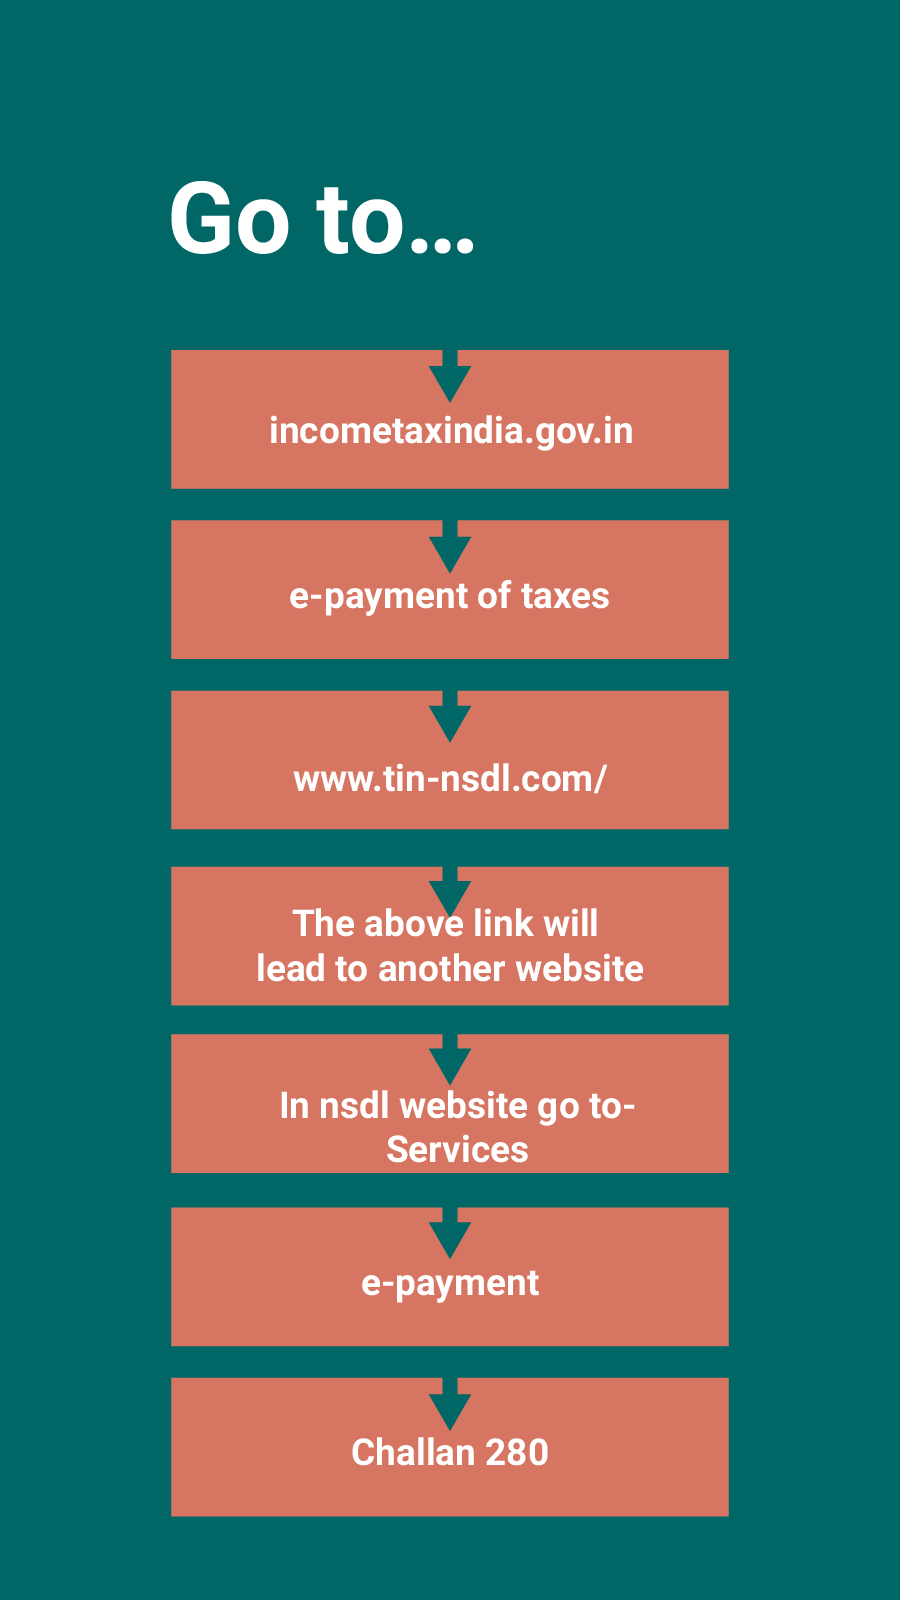 Go to...
incometaxindia.gov.in
e-payment of taxes
www.tin-nsdl.com/
The above link will
lead to another website
In nsdl website go to-
Services
e-payment
Challan 280